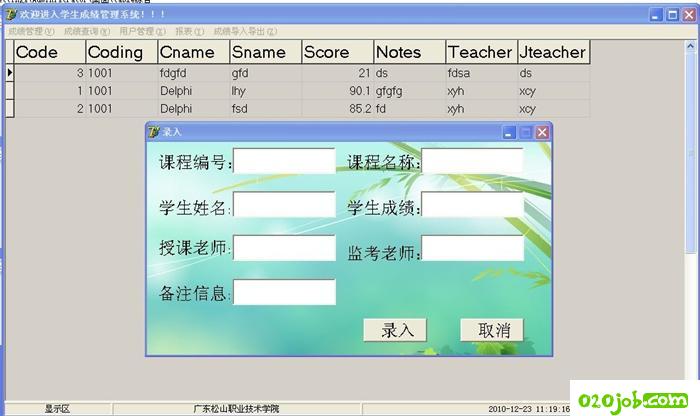 欢迎进入学生成绩管理系统!!!
成绩管理(V) 成绩查询(W) 用户管理(X) 报表(Y) 成绩导入导出(Z)
Code Coding Cname Sname Score Notes Teacher Jteacher
3 1001 fdgfd gfd 21 ds fdsa ds
1 1001 Delphi lhy 90.1 gfgfg xyh xcy
2 1001 Delphi fsd 85.2 fd xyh xcy
录入
课程编号: 课程名称:
学生姓名: 学生成绩:
授课老师: 监考老师:
备注信息:
录入 取消
显示区 广东松山职业技术学院 2010-12-23 11:19:16
020job.com